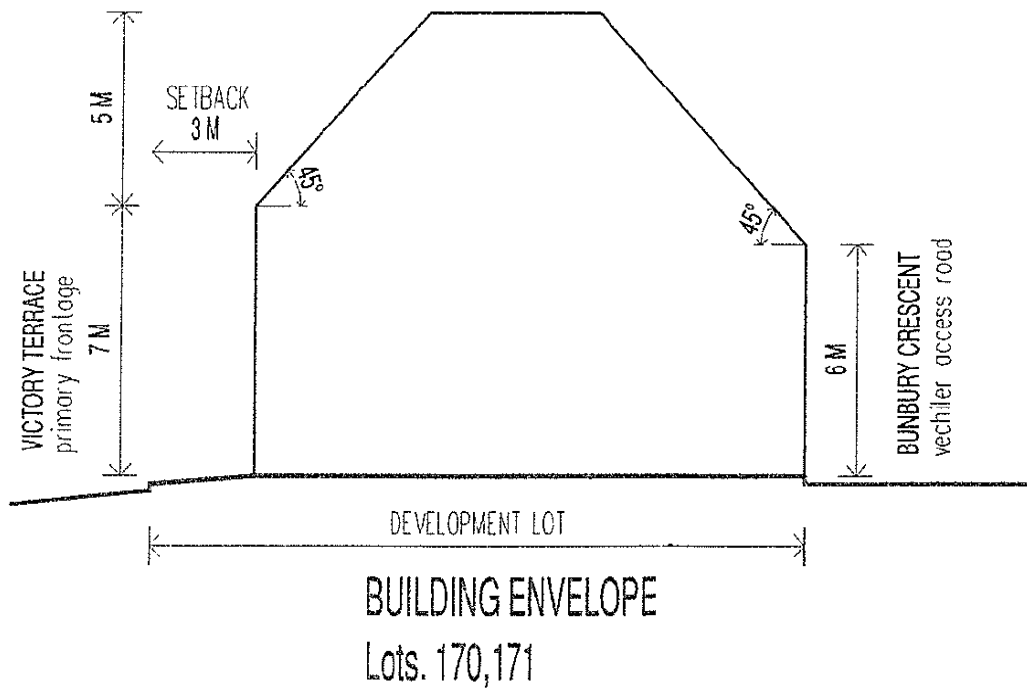 5 M
SETBACK
3 M
45°
45°
VICTORY TERRACE
primary frontage
7 M
6 M
BUNBURY CRESCENT
vechiler access road
DEVELOPMENT LOT
BUILDING ENVELOPE
Lots. 170,171